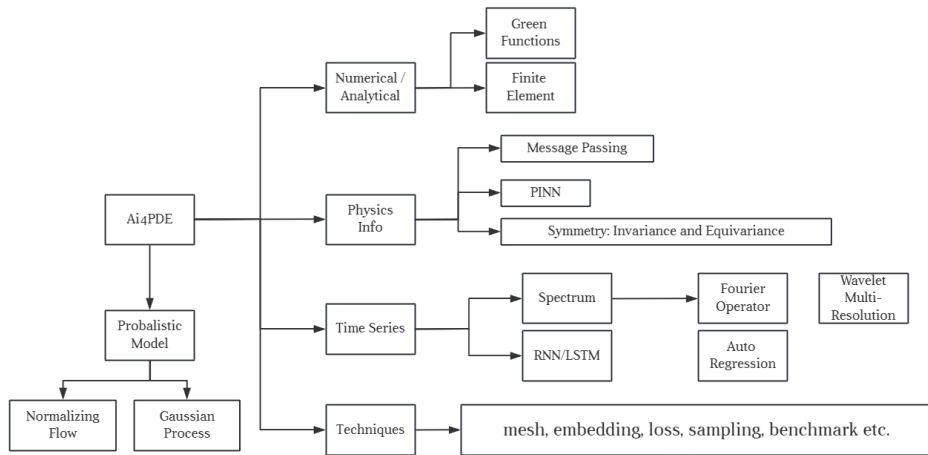 Green
Functions
Numerical /
Analytical
Finite
Element
Message Passing
PINN
Ai4PDE
Physics
Info
Symmetry: Invariance and Equivariance
Spectrum
Fourier
Operator
Wavelet
Multi-
Resolution
Probalistic
Model
Time Series
RNN/LSTM
Auto
Regression
Normalizing
Flow
Gaussian
Process
Techniques
mesh, embedding, loss, sampling, benchmark etc.